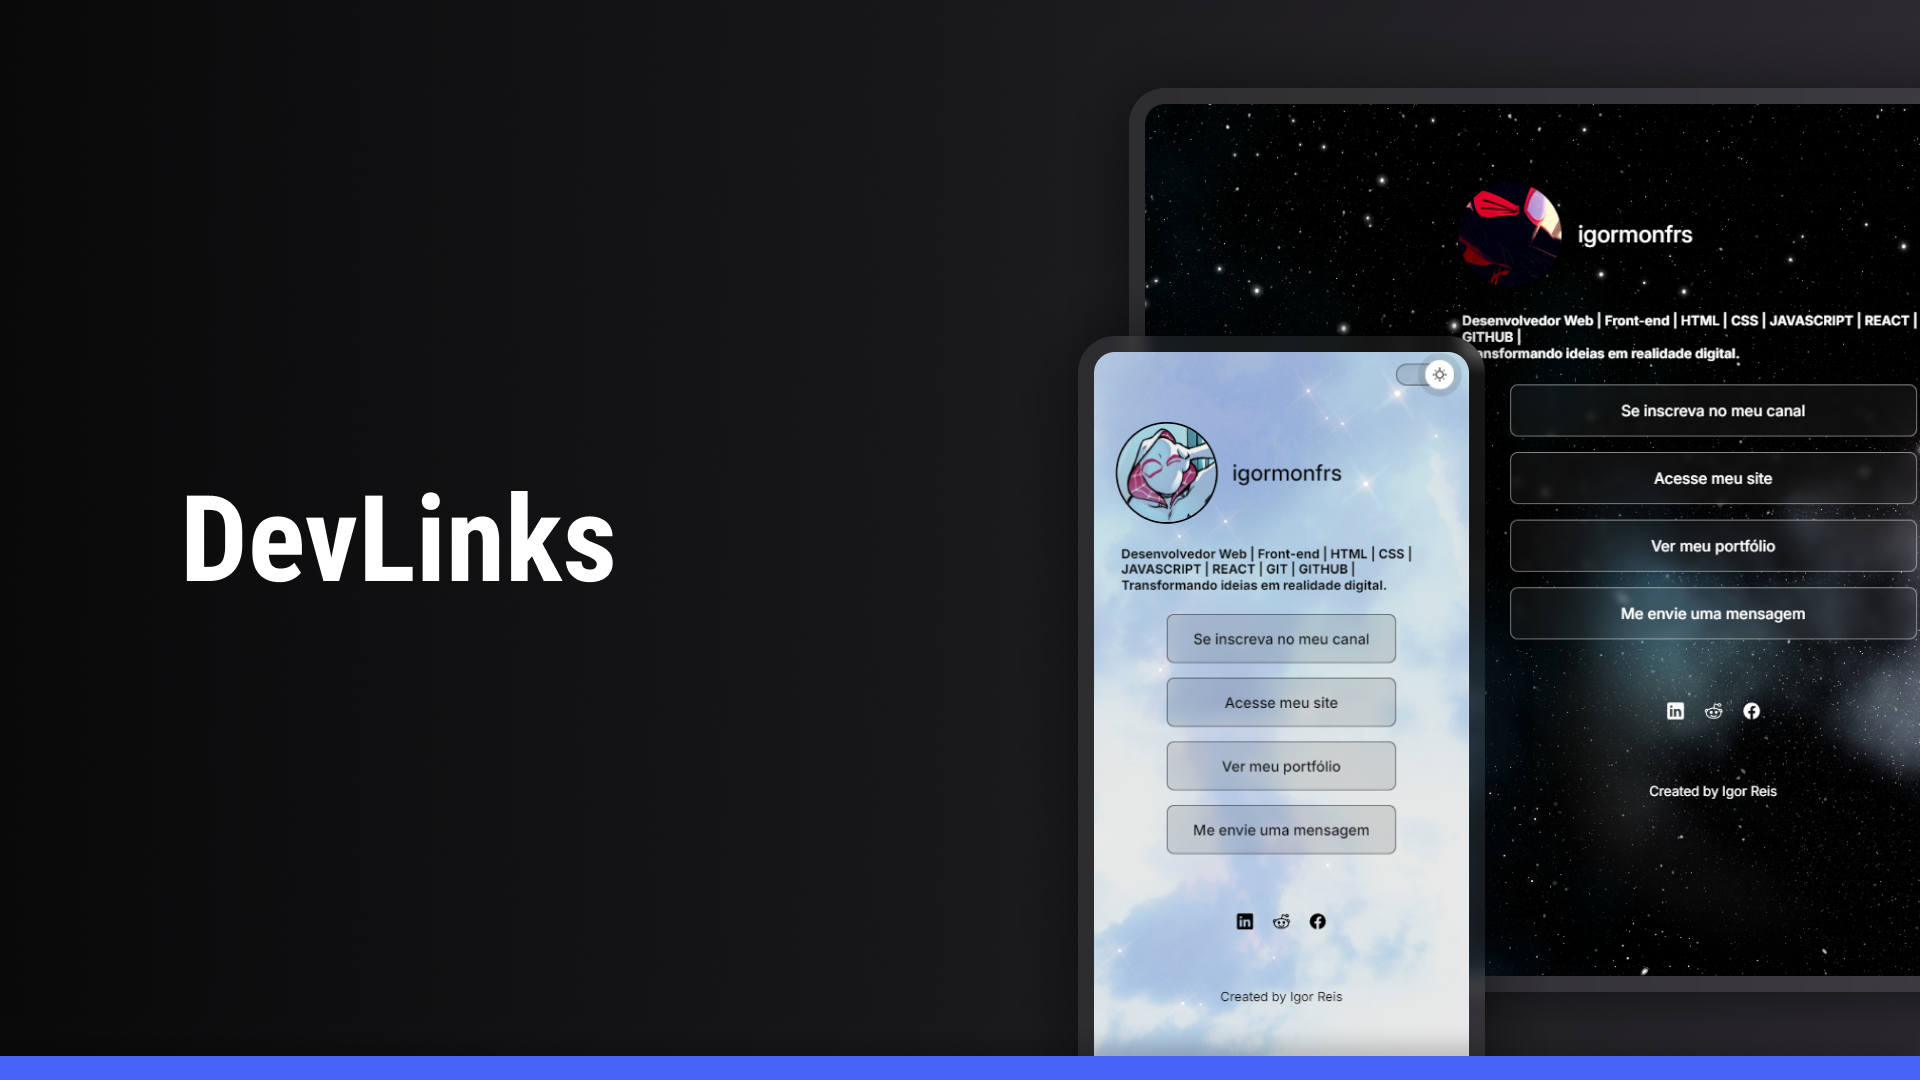 DevLinks
igormonfrs
Desenvolvedor Web | Front-end | HTML | CSS |
JAVASCRIPT | REACT | GIT | GITHUB |
Transformando ideias em realidade digital.
Se inscreva no meu canal
Acesse meu site
Ver meu portfólio
Me envie uma mensagem
Created by Igor Reis
igormonfrs
Desenvolvedor Web | Front-end | HTML | CSS | JAVASCRIPT | REACT |
GITHUB |
ansformando ideias em realidade digital.
Se inscreva no meu canal
Acesse meu site
Ver meu portfólio
Me envie uma mensagem
Created by Igor Reis